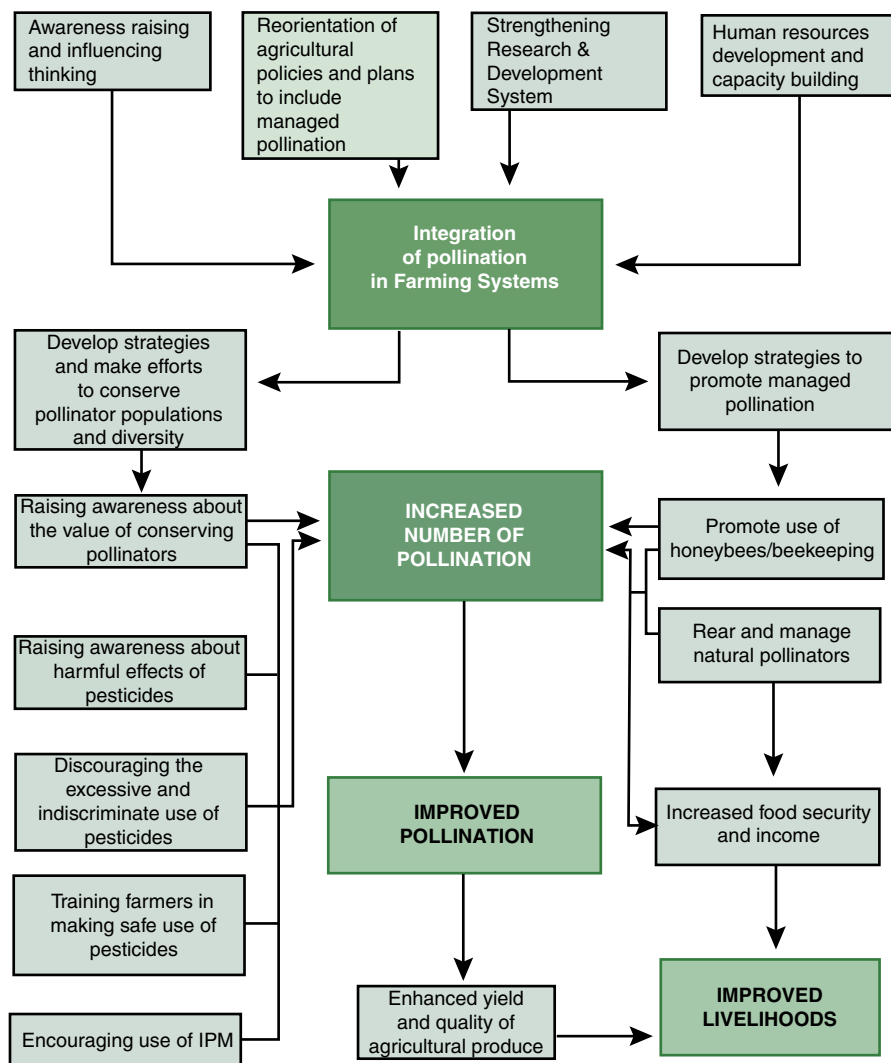 Awareness raising
and influencing
thinking
Reorientation of
agricultural
policies and plans
to include
managed
pollination
Strengthening
Research &
Development
System
Human resources
development and
capacity building
Integration
of pollination
in Farming Systems
Develop strategies
and make efforts
to conserve
pollinator populations
and diversity
Develop strategies to
promote managed
pollination
Raising awareness about
the value of conserving
pollinators
INCREASED
NUMBER OF
POLLINATION
Promote use of
honeybees/beekeeping
Raising awareness about
harmful effects of
pesticides
Rear and manage
natural pollinators
Discouraging the
excessive and
indiscriminate use of
pesticides
IMPROVED
POLLINATION
Increased food security
and income
Training farmers in
making safe use of
pesticides
Encouraging use of IPM
Enhanced yield
and quality of
agricultural produce
IMPROVED
LIVELIHOODS